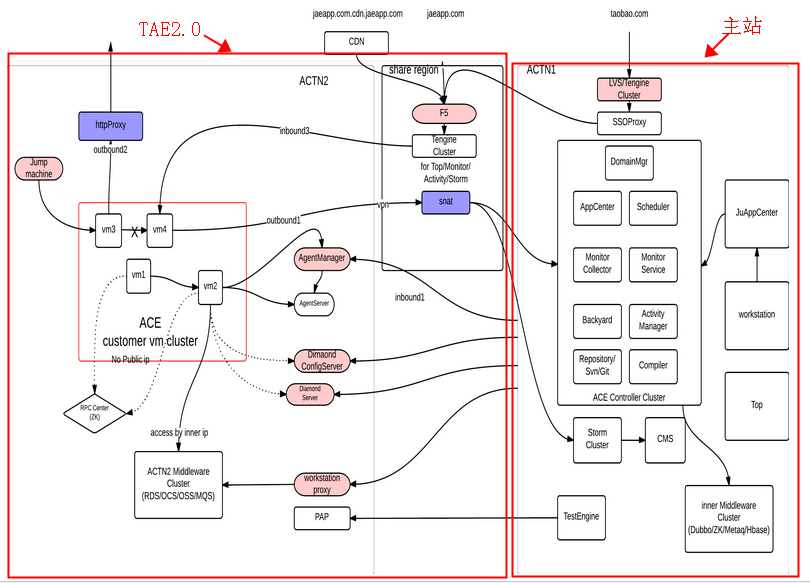 jaeapp.com.cdn.jaeapp.com
jaeapp.com
taobao.com
TAE2.0
主站
CDN
share region
ACTN1
ACTN2
LVS/Tengine
Cluster
F5
SSOProxy
httpProxy
outbound2
inbound3
Tengine
Cluster
for Top/Monitor/
Activity/Storm
DomainMgr
Jump
machine
snat
vpn
AppCenter
Scheduler
JuAppCenter
vm3
X
vm4
outbound1
AgentManager
Monitor
Collector
Monitor
Service
vm1
vm2
AgentServer
inbound1
Backyard
Activity
Manager
workstation
ACE
customer vm cluster
No Public ip
Dimaond
ConfigServer
Repository/
Svn/Git
Compiler
Diamond
Server
ACE Controller Cluster
RPC Center
(ZK)
Top
access by inner ip
Storm
Cluster
CMS
ACTN2 Middleware
Cluster
(RDS/OCS/OSS/MQS)
workstation
proxy
PAP
TestEngine
inner Middleware
Cluster
(Dubbo/ZK/Metaq/Hbase)